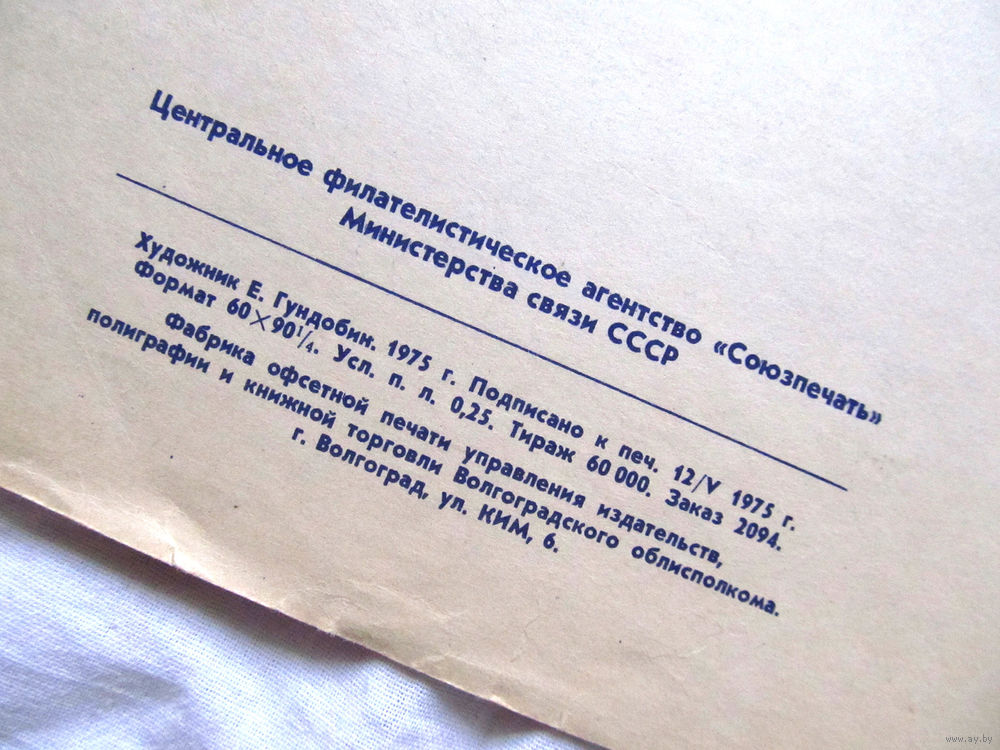 Центральное филателистическое агентство «Союзпечать»
Министерства связи СССР
Художник Е. Гундобин. 1975 г. Подписано к печ. 12/V 1975 г.
Формат 60×90¹/₄. Усл. п. л. 0,25. Тираж 60 000. Заказ 2094.
Фабрика офсетной печати управления издательств,
полиграфии и книжной торговли Волгоградского облисполкома.
г. Волгоград, ул. КИМ, 6.
www.ay.by